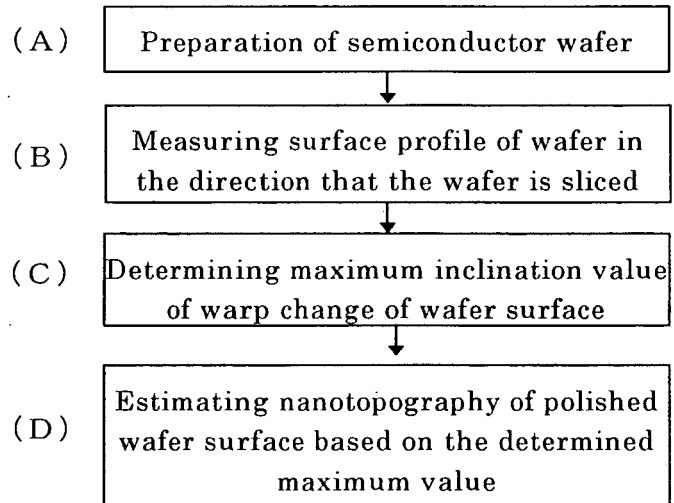 (A) Preparation of semiconductor wafer
(B) Measuring surface profile of wafer in
the direction that the wafer is sliced
(C) Determining maximum inclination value
of warp change of wafer surface
(D) Estimating nanotopography of polished
wafer surface based on the determined
maximum value